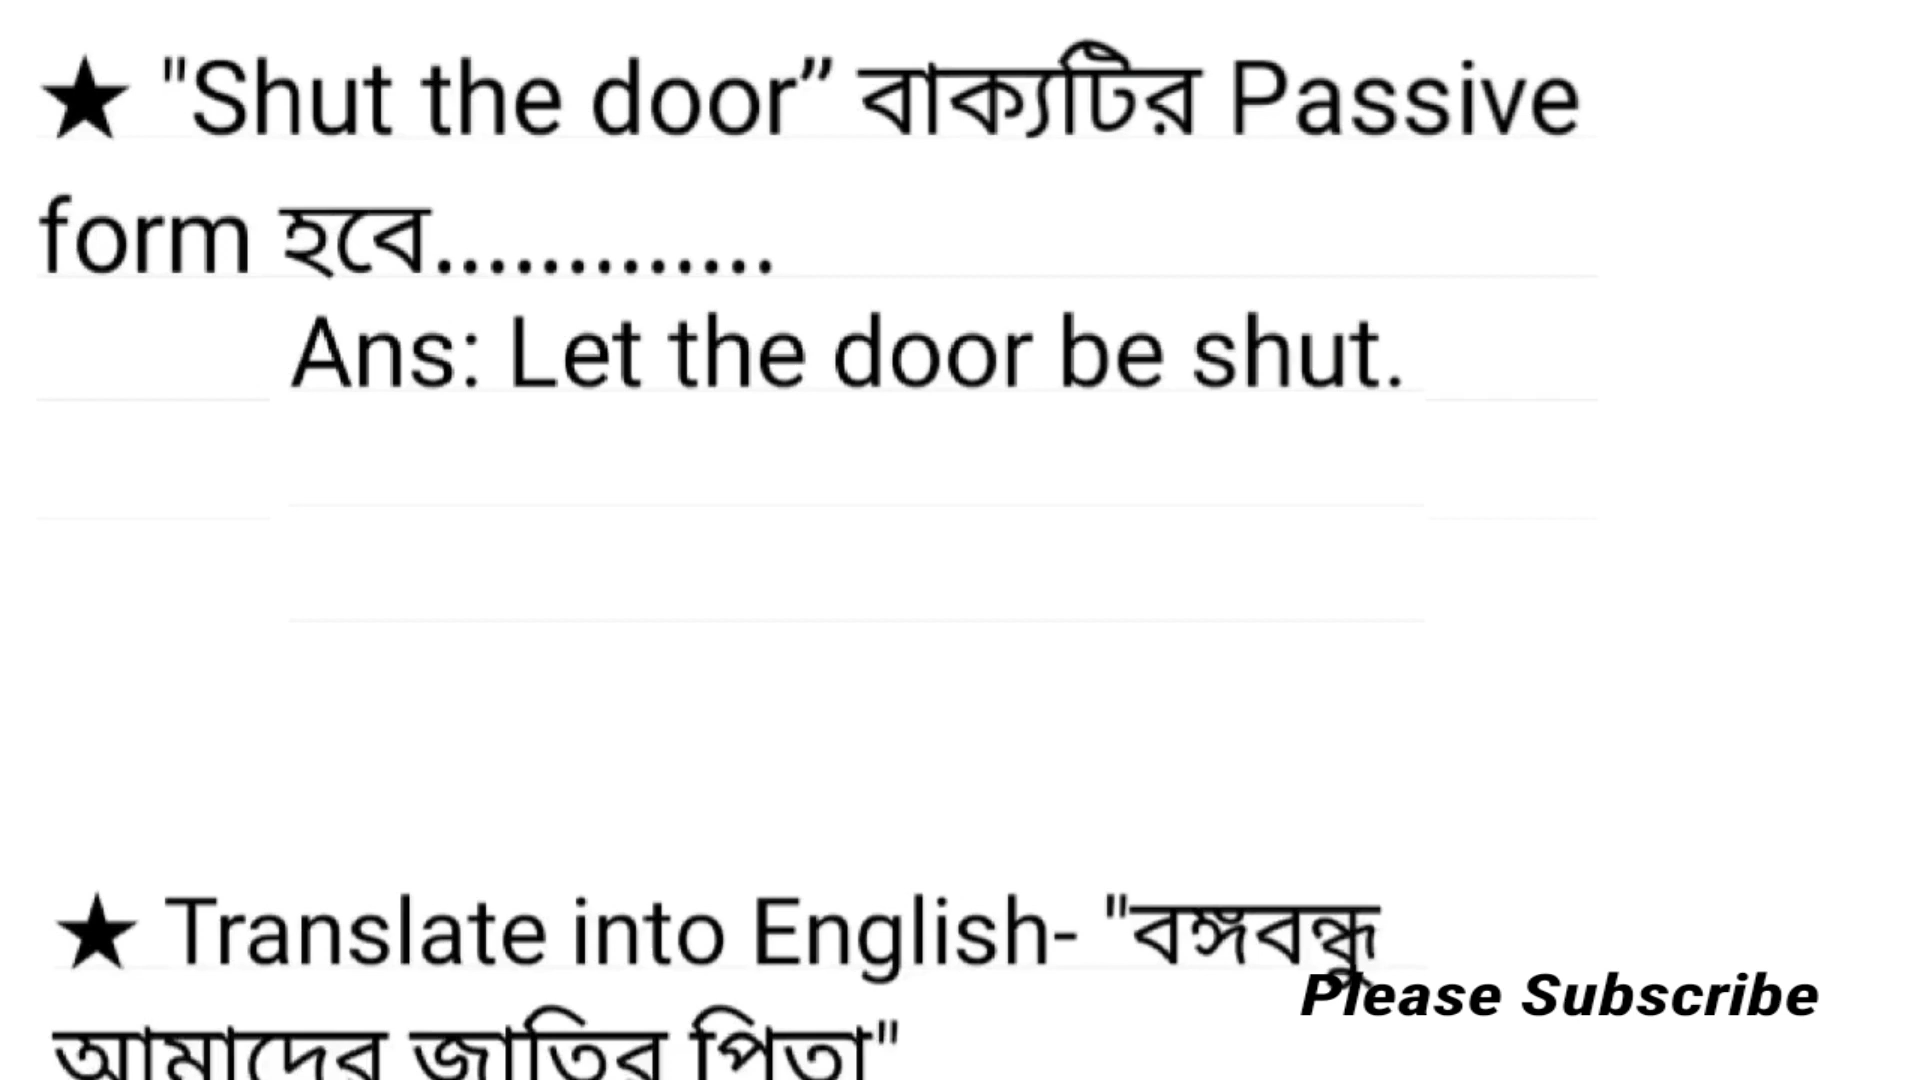 ★ "Shut the door” বাক্যটির Passive
form হবে.............
Ans: Let the door be shut.
★ Translate into English- "বঙ্গবন্ধু
Please Subscribe
আমাদের জাতির পিতা"